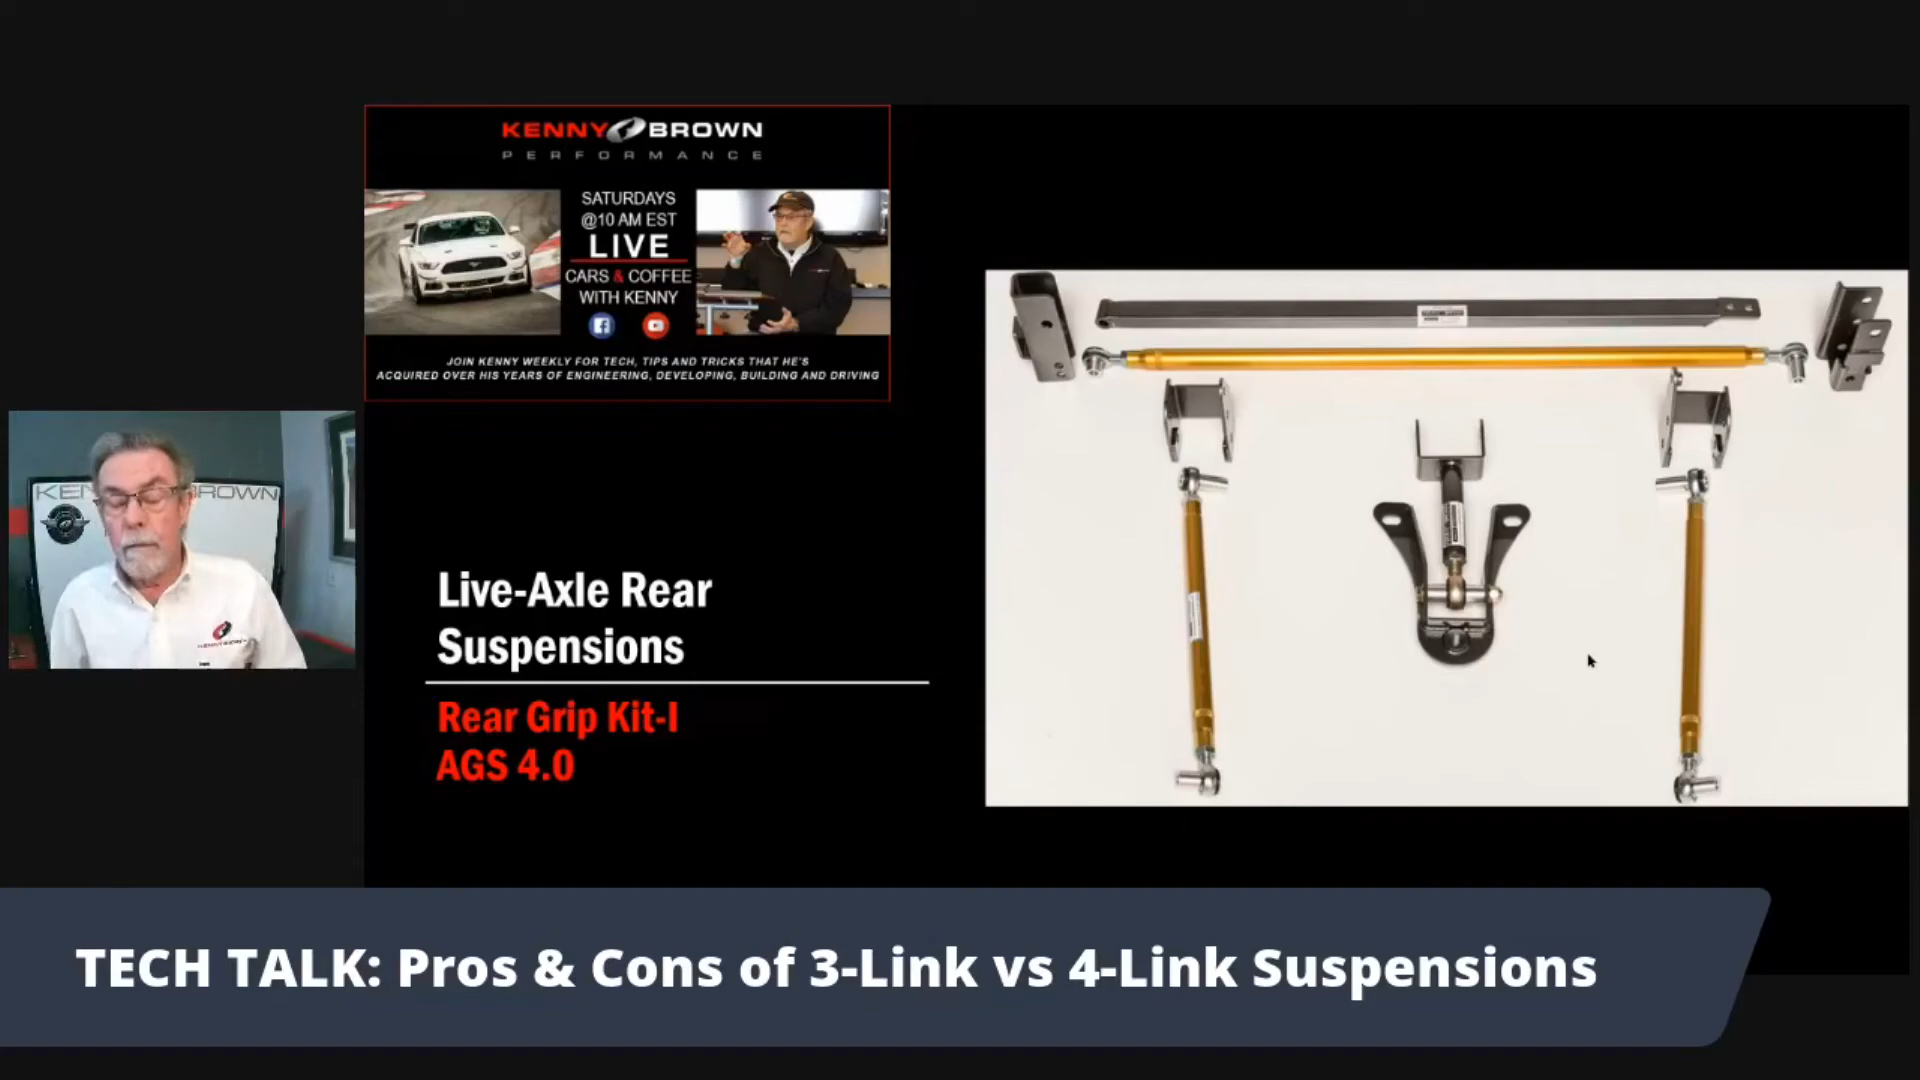 KENNY BROWN
PERFORMANCE
SATURDAYS
@10 AM EST
LIVE
CARS & COFFEE
WITH KENNY
JOIN KENNY WEEKLY FOR TECH, TIPS AND TRICKS THAT HE'S
ACQUIRED OVER HIS YEARS OF ENGINEERING, DEVELOPING, BUILDING AND DRIVING
Live-Axle Rear
Suspensions
Rear Grip Kit-I
AGS 4.0
TECH TALK: Pros & Cons of 3-Link vs 4-Link Suspensions